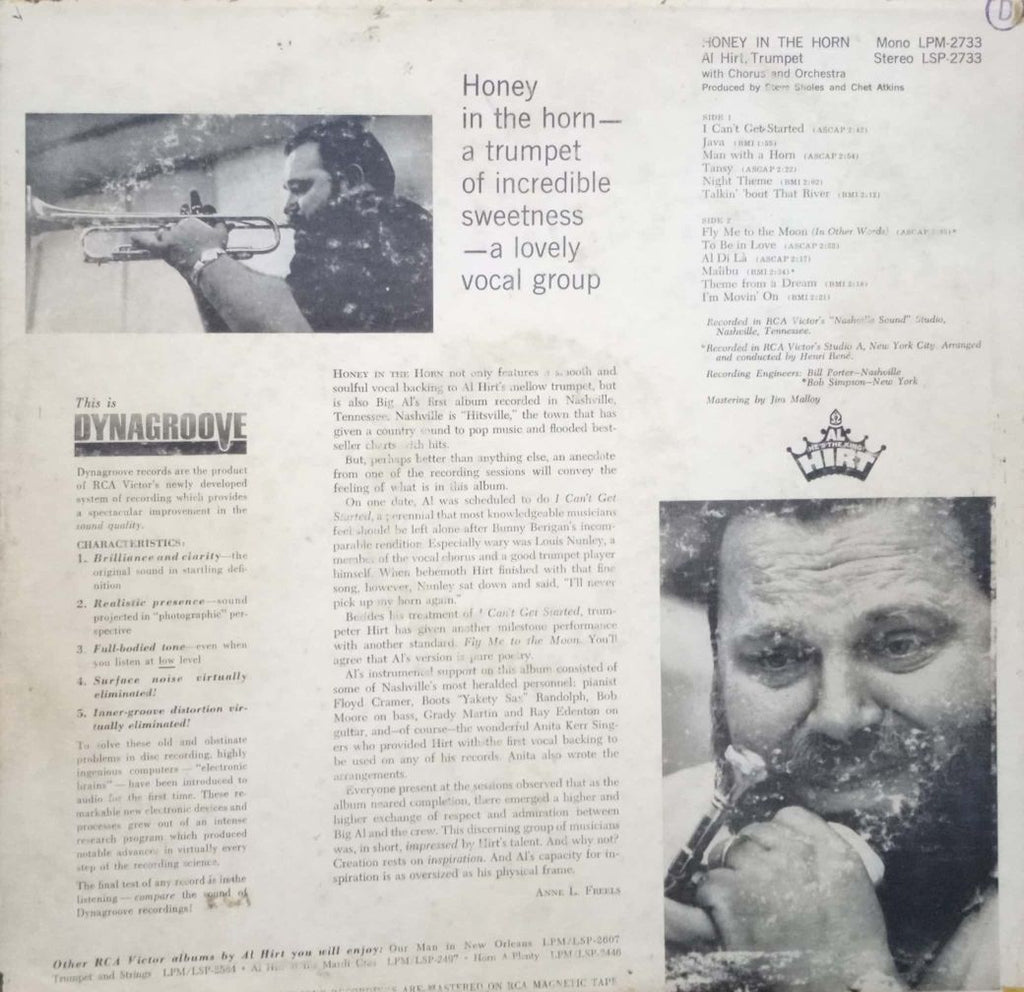 D
HONEY IN THE HORN Mono LPM-2733
Al Hirt, Trumpet Stereo LSP-2733
with Chorus and Orchestra
Produced by Steve Sholes and Chet Atkins
Honey
in the horn—
a trumpet
of incredible
sweetness
—a lovely
vocal group
SIDE 1
I Can't Get Started (ASCAP 2:42)
Java (BMI 1:55)
Man with a Horn (ASCAP 2:54)
Tansy (ASCAP 2:22)
Night Theme (BMI 2:02)
Talkin' 'bout That River (BMI 2:12)
SIDE 2
Fly Me to the Moon (In Other Words) (ASCAP)*
To Be in Love (ASCAP 2:53)
Al Di Là (ASCAP 2:17)
Malibu (BMI 2:34)*
Theme from a Dream (BMI 2:18)
I'm Movin' On (BMI 2:21)
Recorded in RCA Victor's "Nashville Sound" Studio,
Nashville, Tennessee.
*Recorded in RCA Victor's Studio A, New York City. Arranged
and conducted by Henri René.
Recording Engineers: Bill Porter—Nashville
*Bob Simpson—New York
Mastering by Jim Malloy
AL
HE'S THE KING
HIRT
This is
DYNAGROOVE
Dynagroove records are the product
of RCA Victor's newly developed
system of recording which provides
a spectacular improvement in the
sound quality.
CHARACTERISTICS:
1. Brilliance and clarity—the
original sound in startling defi-
nition
2. Realistic presence—sound
projected in "photographic" per-
spective
3. Full-bodied tone—even when
you listen at low level
4. Surface noise virtually
eliminated!
5. Inner-groove distortion vir-
tually eliminated!
To solve these old and obstinate
problems in disc recording, highly
ingenious computers—"electronic
brains"—have been introduced to
audio for the first time. These re-
markable new electronic devices and
processes grew out of an intense
research program which produced
notable advances in virtually every
step of the recording science.
The final test of any record is in the
listening—compare the sound of
Dynagroove recordings!
HONEY IN THE HORN not only features a smooth and
soulful vocal backing to Al Hirt's mellow trumpet, but
is also Big Al's first album recorded in Nashville,
Tennessee. Nashville is "Hitsville," the town that has
given a country sound to pop music and flooded best-
seller charts with hits.
But, perhaps better than anything else, an anecdote
from one of the recording sessions will convey the
feeling of what is in this album.
On one date, Al was scheduled to do I Can't Get
Started, a perennial that most knowledgeable musicians
feel should be left alone after Bunny Berigan's incom-
parable rendition. Especially wary was Louis Nunley, a
member of the vocal chorus and a good trumpet player
himself. When behemoth Hirt finished with that fine
song, however, Nunley sat down and said, "I'll never
pick up my horn again."
Besides his treatment of I Can't Get Started, trum-
peter Hirt has given another milestone performance
with another standard, Fly Me to the Moon. You'll
agree that Al's version is pure poetry.
Al's instrumental support on this album consisted of
some of Nashville's most heralded personnel: pianist
Floyd Cramer, Boots "Yakety Sax" Randolph, Bob
Moore on bass, Grady Martin and Ray Edenton on
guitar, and—of course—the wonderful Anita Kerr Sing-
ers who provided Hirt with the first vocal backing to
be used on any of his records. Anita also wrote the
arrangements.
Everyone present at the sessions observed that as the
album neared completion, there emerged a higher and
higher exchange of respect and admiration between
Big Al and the crew. This discerning group of musicians
was, in short, impressed by Hirt's talent. And why not?
Creation rests on inspiration. And Al's capacity for in-
spiration is as oversized as his physical frame.
ANNE L. FREELS
Other RCA Victor albums by Al Hirt you will enjoy: Our Man in New Orleans LPM/LSP-2607
Trumpet and Strings LPM/LSP-2584 • Al Hirt at the Mardi Gras LPM/LSP-2497 • Horn A Plenty LPM/LSP-2446
ARE MASTERED ON RCA MAGNETIC TAPE